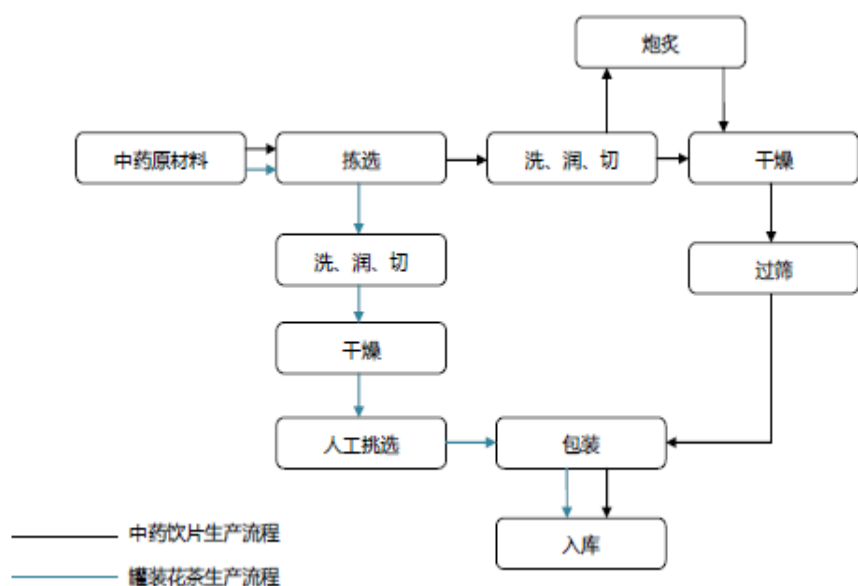 炮炙
中药原材料
拣选
洗、润、切
干燥
洗、润、切
过筛
干燥
人工挑选
包装
中药饮片生产流程
入库
罐装花茶生产流程